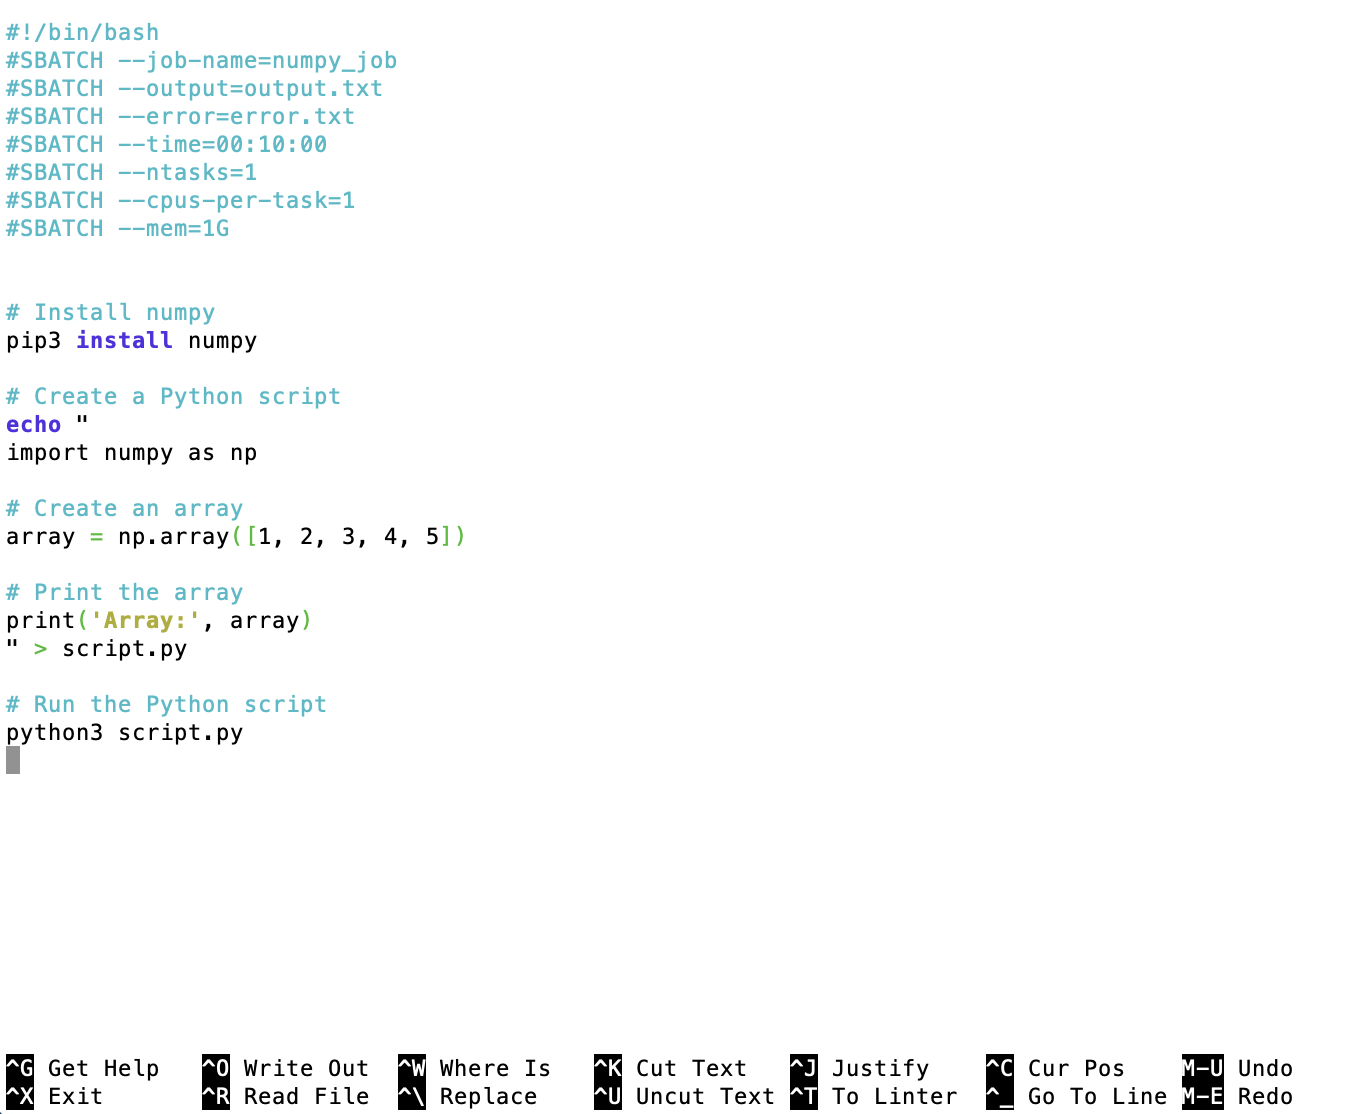 #!/bin/bash
#SBATCH --job-name=numpy_job
#SBATCH --output=output.txt
#SBATCH --error=error.txt
#SBATCH --time=00:10:00
#SBATCH --ntasks=1
#SBATCH --cpus-per-task=1
#SBATCH --mem=1G
# Install numpy
pip3 install numpy
# Create a Python script
echo "
import numpy as np
# Create an array
array = np.array([1, 2, 3, 4, 5])
# Print the array
print('Array:', array)
" > script.py
# Run the Python script
python3 script.py
^G Get Help ^O Write Out ^W Where Is ^K Cut Text ^J Justify ^C Cur Pos M-U Undo
^X Exit ^R Read File ^\ Replace ^U Uncut Text ^T To Linter ^_ Go To Line M-E Redo